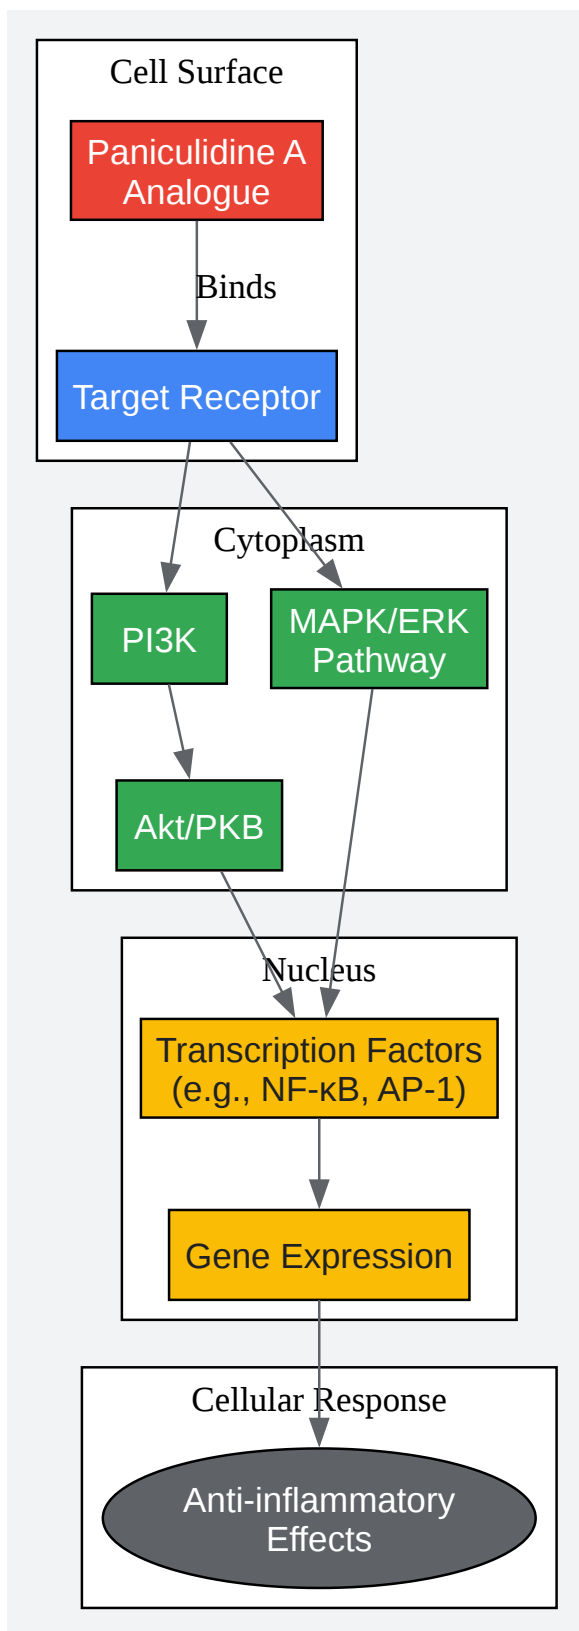 Cell Surface
Paniculidine A
Analogue
Binds
Target Receptor
Cytoplasm
PI3K
MAPK/ERK
Pathway
Akt/PKB
Nucleus
Transcription Factors
(e.g., NF-κB, AP-1)
Gene Expression
Cellular Response
Anti-inflammatory
Effects